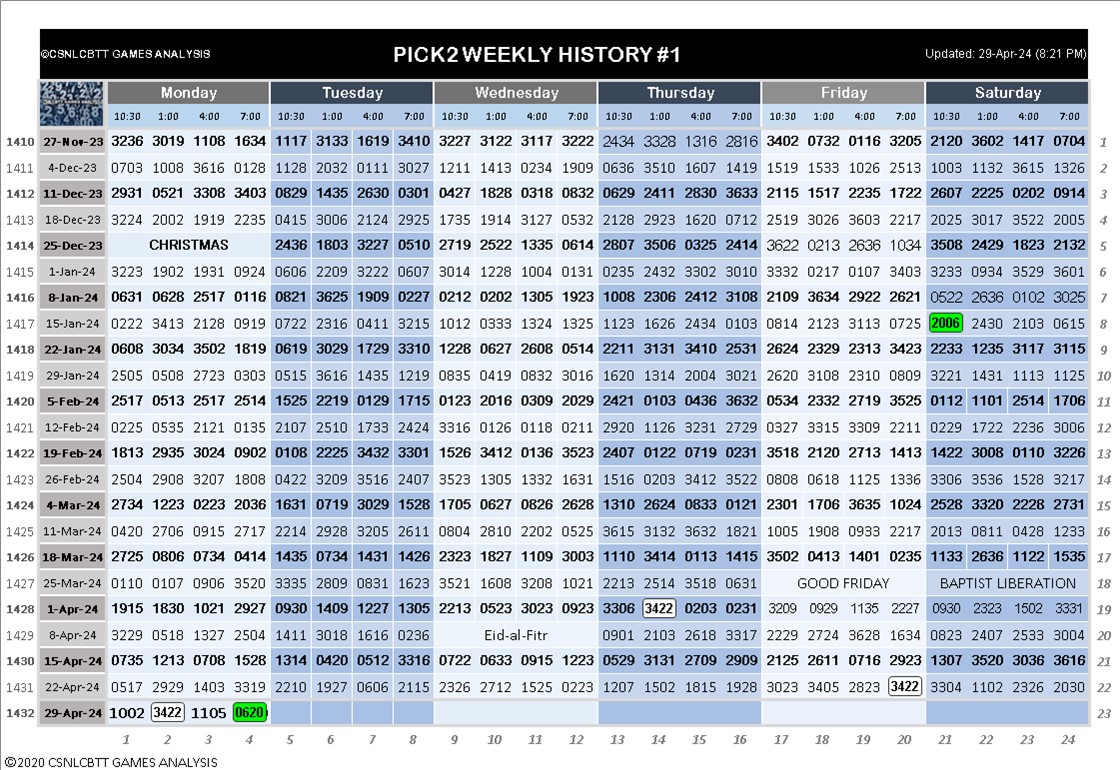 ©CSNLCBTT GAMES ANALYSIS PICK2 WEEKLY HISTORY #1 Updated: 29-Apr-24 (8:21 PM)
Monday Tuesday Wednesday Thursday Friday Saturday
10:30 1:00 4:00 7:00 10:30 1:00 4:00 7:00 10:30 1:00 4:00 7:00 10:30 1:00 4:00 7:00 10:30 1:00 4:00 7:00 10:30 1:00 4:00 7:00
1410 27-Nov-23 3236 3019 1108 1634 1117 3133 1619 3410 3227 3122 3117 3222 2434 3328 1316 2816 3402 0732 0116 3205 2120 3602 1417 0704 1
1411 4-Dec-23 0703 1008 3616 0128 1128 2032 0111 3027 1211 1413 0234 1909 0636 3510 1607 1419 1519 1533 1026 2513 1003 1132 3615 1326 2
1412 11-Dec-23 2931 0521 3308 3403 0829 1435 2630 0301 0427 1828 0318 0832 0629 2411 2830 3633 2115 1517 2235 1722 2607 2225 0202 0914 3
1413 18-Dec-23 3224 2002 1919 2235 0415 3006 2124 2925 1735 1914 3127 0532 2128 2923 1620 0712 2519 3026 3603 2217 2025 3017 3522 2005 4
1414 25-Dec-23 CHRISTMAS 2436 1803 3227 0510 2719 2522 1335 0614 2807 3506 0325 2414 3622 0213 2636 1034 3508 2429 1823 2132 5
1415 1-Jan-24 3223 1902 1931 0924 0606 2209 3222 0607 3014 1228 1004 0131 0235 2432 3302 3010 3332 0217 0107 3403 3233 0934 3529 3601 6
1416 8-Jan-24 0631 0628 2517 0116 0821 3625 1909 0227 0212 0202 1305 1923 1008 2306 2412 3108 2109 3634 2922 2621 0522 2636 0102 3025 7
1417 15-Jan-24 0222 3413 2128 0919 0722 2316 0411 3215 1012 0333 1324 1325 1123 1626 2434 0103 0814 2123 3113 0725 2006 2430 2103 0615 8
1418 22-Jan-24 0608 3034 3502 1819 0619 3029 1729 3310 1228 0627 2608 0514 2211 3131 3410 2531 2624 2329 2313 3423 2233 1235 3117 3115 9
1419 29-Jan-24 2505 0508 2723 0303 0515 3616 1435 1219 0835 0419 0832 3016 1620 1314 2004 3021 2620 3108 2310 0809 3221 1431 1113 1125 10
1420 5-Feb-24 2517 0513 2517 2514 1525 2219 0129 1715 0123 2016 0309 2029 2421 0103 0436 3632 0534 2332 2719 3525 0112 1101 2514 1706 11
1421 12-Feb-24 0225 0535 2121 0135 2107 2510 1733 2424 3316 0126 0118 0211 2920 1126 3231 2729 0327 3315 3309 2211 0229 1722 2236 3006 12
1422 19-Feb-24 1813 2935 3024 0902 0108 2225 3432 3301 1526 3412 0136 3523 2407 0122 0719 0231 3518 2120 2713 1413 1422 3008 0110 3226 13
1423 26-Feb-24 2504 2908 3207 1808 0422 3209 3516 2407 3523 1305 1332 1631 1516 0203 3412 3522 0808 0618 1125 1336 3306 3536 1528 3217 14
1424 4-Mar-24 2734 1223 0223 2036 1631 0719 3029 1528 1705 0627 0826 2628 1310 2624 0833 0121 2301 1706 3635 1024 2528 3320 2228 2731 15
1425 11-Mar-24 0420 2706 0915 2717 2214 2928 3205 2611 0804 2810 2202 0525 3615 3132 3632 1821 1005 1908 0933 2217 2013 0811 0428 1233 16
1426 18-Mar-24 2725 0806 0734 0414 1435 0734 1431 1426 2323 1827 1109 3003 1110 3414 0113 1415 3502 0413 1401 0235 1133 2636 1122 1535 17
1427 25-Mar-24 0110 0107 0906 3520 3335 2809 0831 1623 3521 1608 3208 1021 2213 2514 3518 0631 GOOD FRIDAY BAPTIST LIBERATION 18
1428 1-Apr-24 1915 1830 1021 2927 0930 1409 1227 1305 2213 0523 3023 0923 3306 3422 0203 0231 3209 0929 1135 2227 0930 2323 1502 3331 19
1429 8-Apr-24 3229 0518 1327 2504 1411 3018 1616 0236 Eid-al-Fitr 0901 2103 2618 3317 2229 2724 3628 1634 0823 2407 2533 3004 20
1430 15-Apr-24 0735 1213 0708 1528 1314 0420 0512 3316 0722 0633 0915 1223 0529 3131 2709 2909 2125 2611 0716 2923 1307 3520 3036 3616 21
1431 22-Apr-24 0517 2929 1403 3319 2210 1927 0606 2115 2326 2712 1525 0223 1207 1502 1815 1928 3023 3405 2823 3422 3304 1102 2326 2030 22
1432 29-Apr-24 1002 3422 1105 0620 23
1 2 3 4 5 6 7 8 9 10 11 12 13 14 15 16 17 18 19 20 21 22 23 24
©2020 CSNLCBTT GAMES ANALYSIS